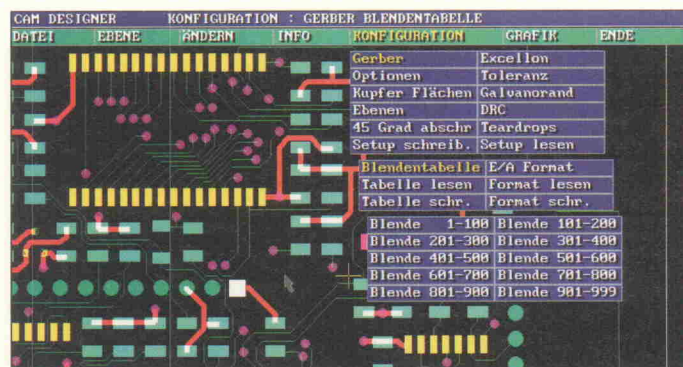 CAM DESIGNER KONFIGURATION : GERBER BLENDENTABELLE
DATEI EBENE ÄNDERN INFO KONFIGURATION GRAFIK ENDE
Gerber Excellon
Optionen Toleranz
Kupfer Flächen Galvanorand
Ebenen DRC
45 Grad abschr Teardrops
Setup schreib. Setup lesen
Blendentabelle E/A Format
Tabelle lesen Format lesen
Tabelle schr. Format schr.
Blende 1-100 Blende 101-200
Blende 201-300 Blende 301-400
Blende 401-500 Blende 501-600
Blende 601-700 Blende 701-800
Blende 801-900 Blende 901-999